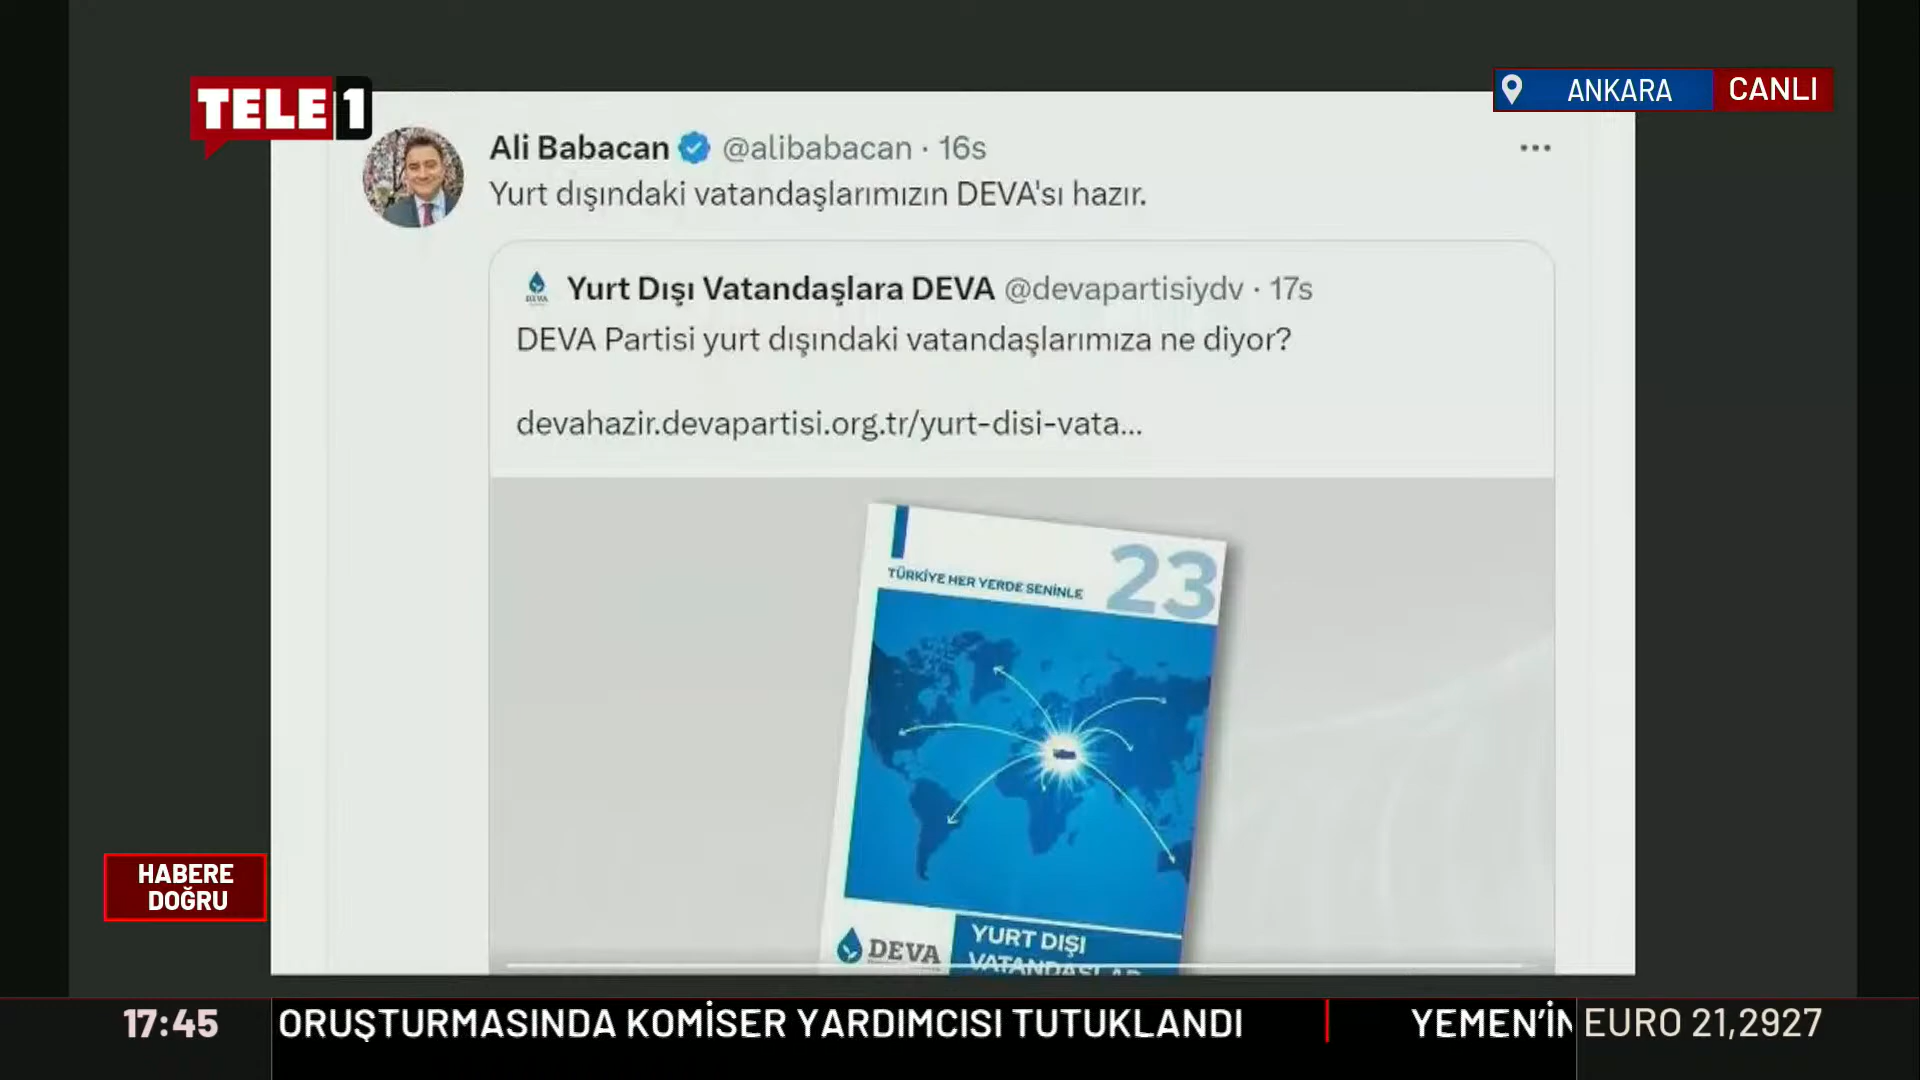 TELE1
ANKARA CANLI
Ali Babacan @alibabacan · 16s
Yurt dışındaki vatandaşlarımızın DEVA'sı hazır.
DEVA
Yurt Dışı Vatandaşlara DEVA @devapartisiydv · 17s
DEVA Partisi yurt dışındaki vatandaşlarımıza ne diyor?
devahazir.devapartisi.org.tr/yurt-disi-vata...
23
TÜRKİYE HER YERDE SENİNLE
DEVA
YURT DIŞI
VATANDAŞLAR
HABERE
DOĞRU
17:45
ORUŞTURMASINDA KOMİSER YARDIMCISI TUTUKLANDI
YEMEN'İN
EURO 21,2927